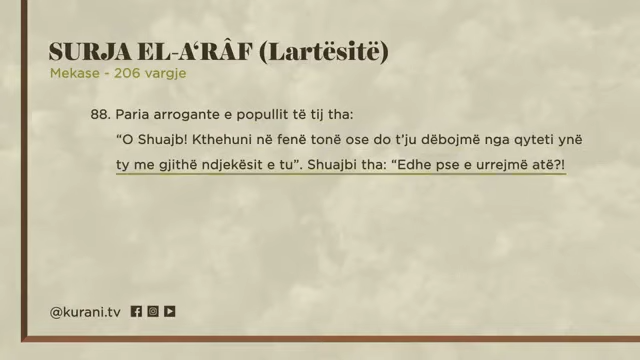 SURJA EL-A‘RÂF (Lartësitë)
Mekase - 206 vargje
88. Paria arrogante e popullit të tij tha:
“O Shuajb! Kthehuni në fenë tonë ose do t’ju dëbojmë nga qyteti ynë
ty me gjithë ndjekësit e tu”. Shuajbi tha: “Edhe pse e urrejmë atë?!
@kurani.tv